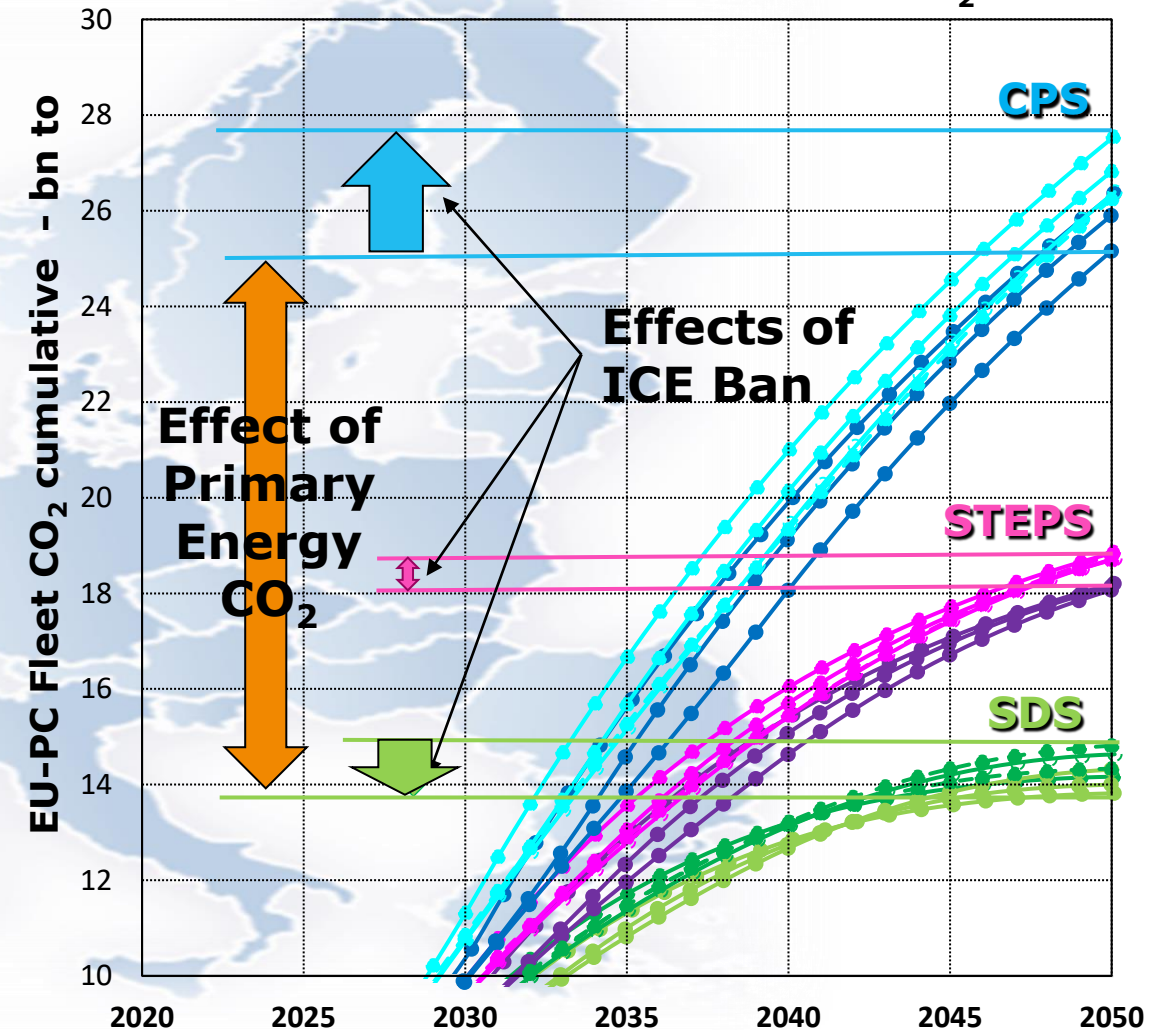 2
30
28
26
24
22
20
18
16
14
12
10
EU-PC Fleet CO₂ cumulative - bn to
CPS
Effects of
ICE Ban
Effect of
Primary
Energy
CO₂
STEPS
SDS
2020 2025 2030 2035 2040 2045 2050